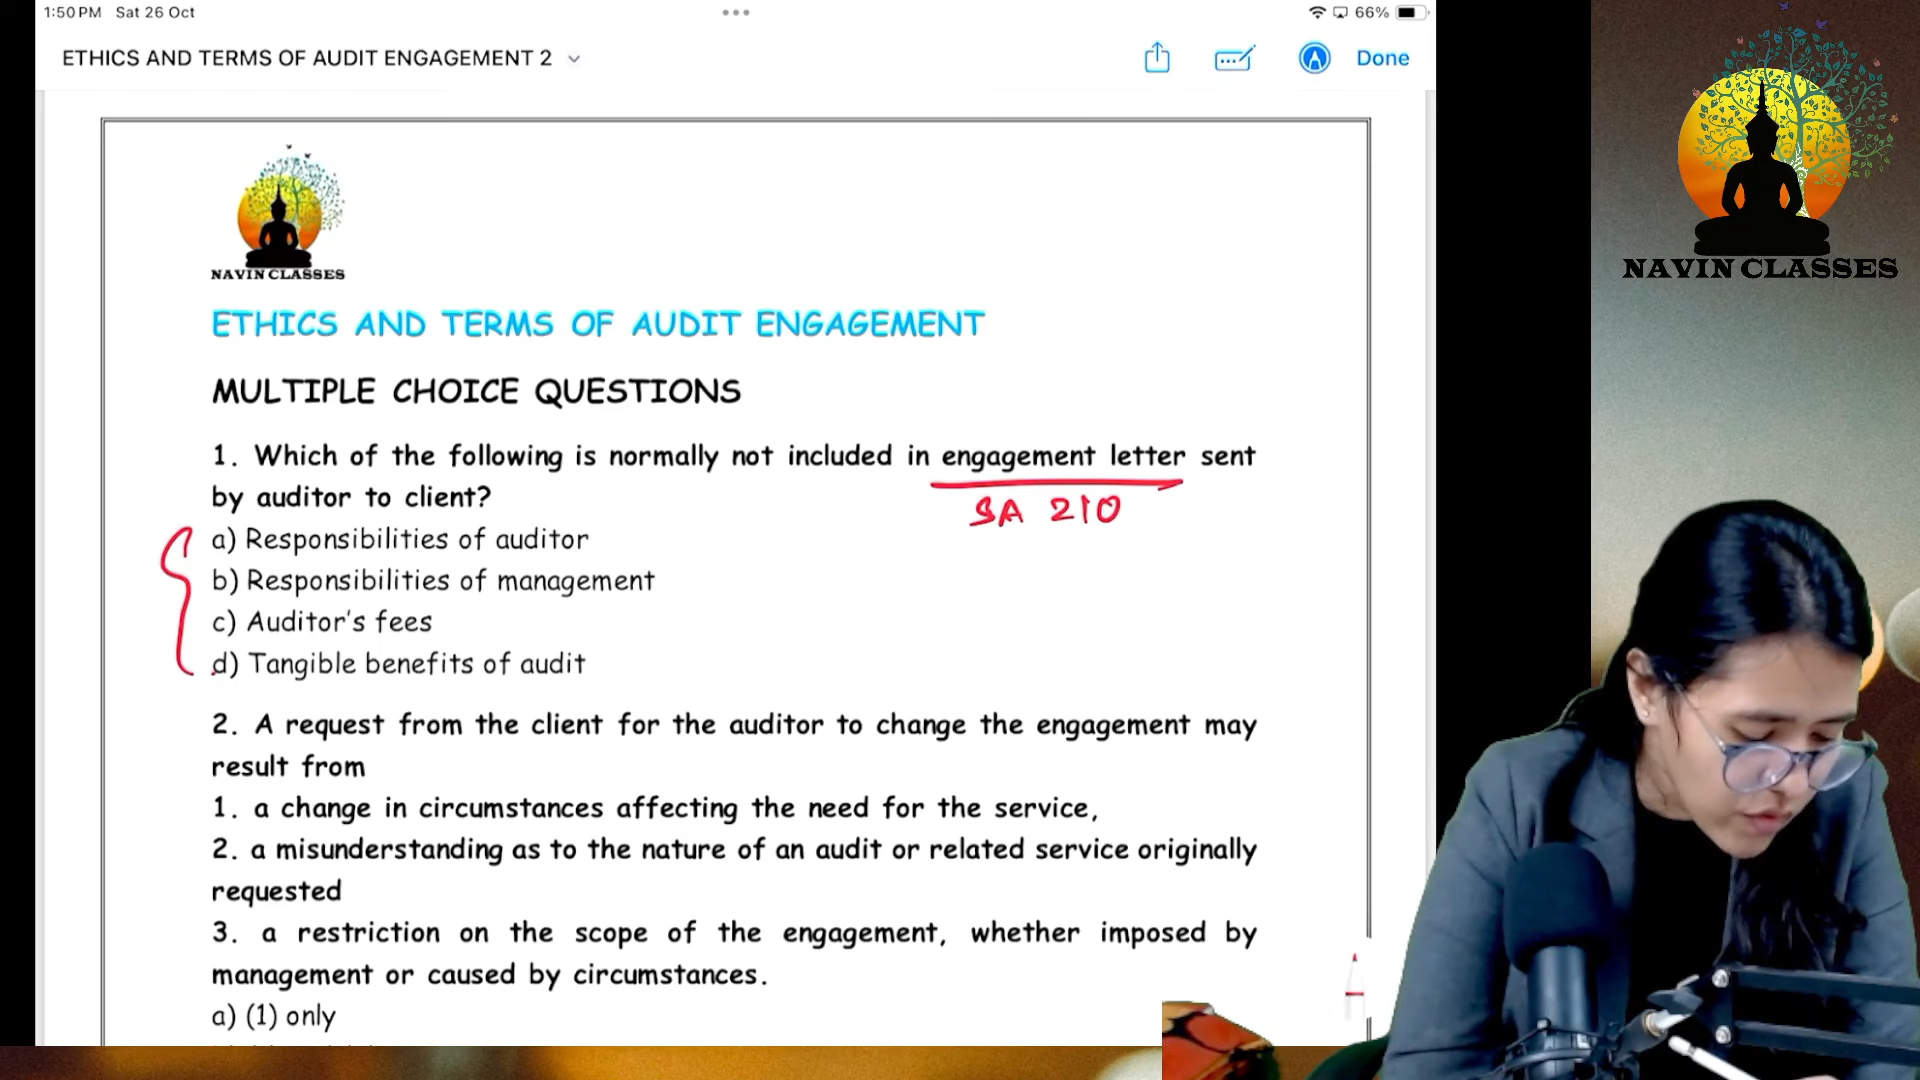 1:50 PM Sat 26 Oct
66%
ETHICS AND TERMS OF AUDIT ENGAGEMENT 2
Done
NAVIN CLASSES
NAVIN CLASSES
ETHICS AND TERMS OF AUDIT ENGAGEMENT
MULTIPLE CHOICE QUESTIONS
1. Which of the following is normally not included in engagement letter sent
by auditor to client?
SA 210
a) Responsibilities of auditor
b) Responsibilities of management
c) Auditor's fees
d) Tangible benefits of audit
2. A request from the client for the auditor to change the engagement may
result from
1. a change in circumstances affecting the need for the service,
2. a misunderstanding as to the nature of an audit or related service originally
requested
3. a restriction on the scope of the engagement, whether imposed by
management or caused by circumstances.
a) (1) only